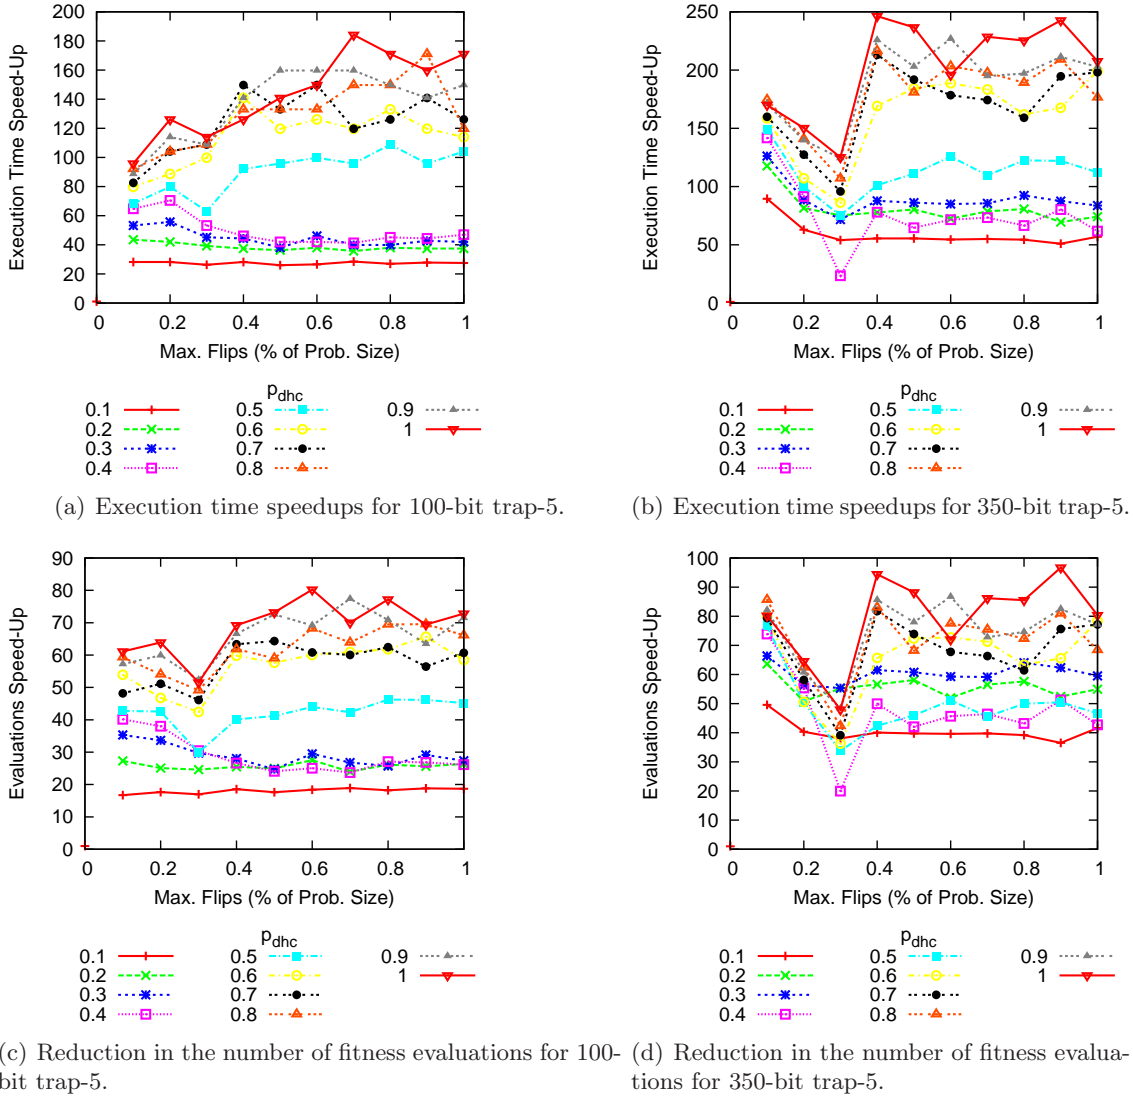 200
180
160
140
120
100
80
60
40
20
0
Execution Time Speed-Up
0 0.2 0.4 0.6 0.8 1
Max. Flips (% of Prob. Size)
p_dhc
0.1 0.5 0.9
0.2 0.6 1
0.3 0.7
0.4 0.8
(a) Execution time speedups for 100-bit trap-5.
250
200
150
100
50
0
Execution Time Speed-Up
0 0.2 0.4 0.6 0.8 1
Max. Flips (% of Prob. Size)
p_dhc
0.1 0.5 0.9
0.2 0.6 1
0.3 0.7
0.4 0.8
(b) Execution time speedups for 350-bit trap-5.
90
80
70
60
50
40
30
20
10
0
Evaluations Speed-Up
0 0.2 0.4 0.6 0.8 1
Max. Flips (% of Prob. Size)
p_dhc
0.1 0.5 0.9
0.2 0.6 1
0.3 0.7
0.4 0.8
(c) Reduction in the number of fitness evaluations for 100-
bit trap-5.
100
90
80
70
60
50
40
30
20
10
0
Evaluations Speed-Up
0 0.2 0.4 0.6 0.8 1
Max. Flips (% of Prob. Size)
p_dhc
0.1 0.5 0.9
0.2 0.6 1
0.3 0.7
0.4 0.8
(d) Reduction in the number of fitness evalua-
tions for 350-bit trap-5.